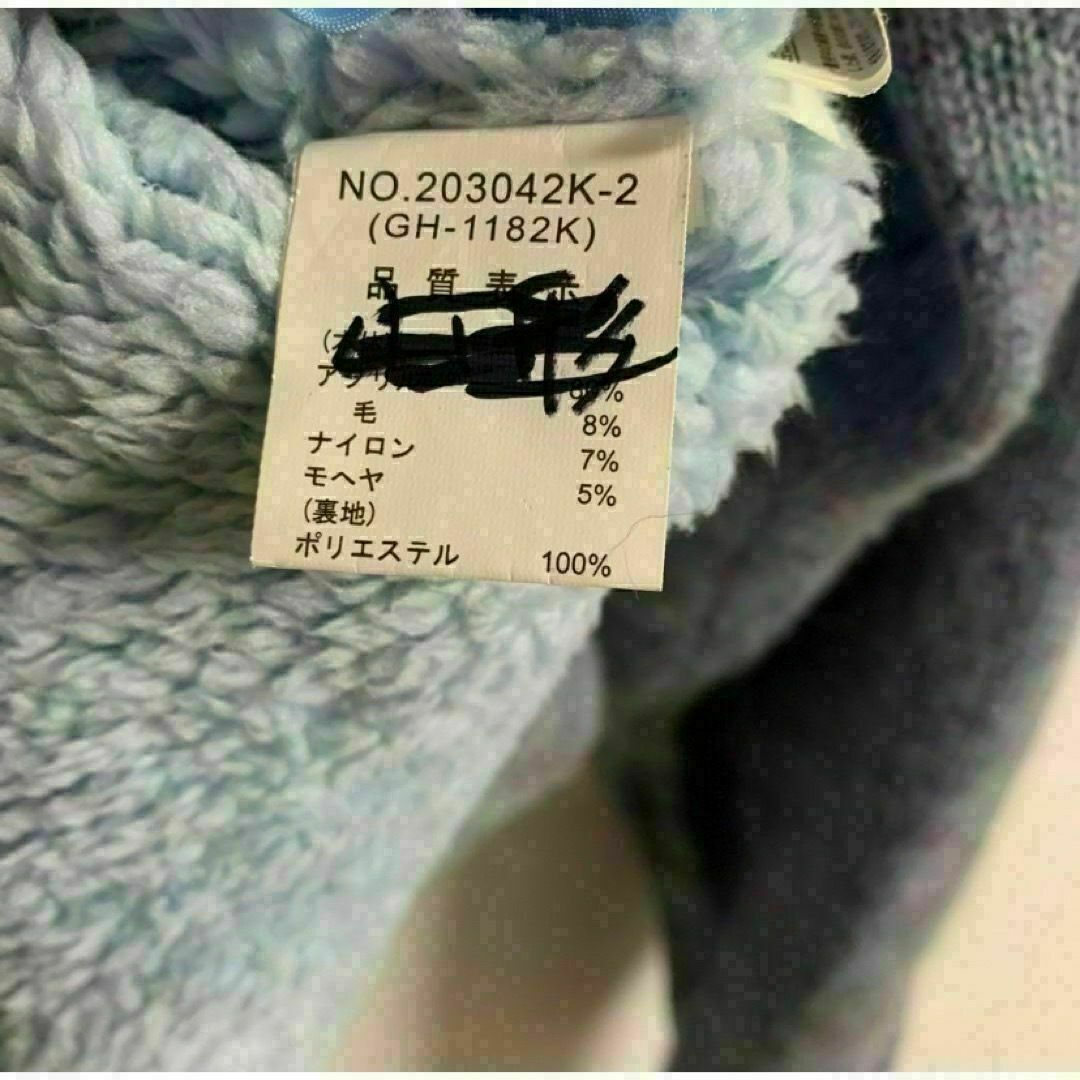 NO.203042K-2
(GH-1182K)
品質表示
毛 8%
ナイロン 7%
モヘヤ 5%
(裏地)
ポリエステル 100%